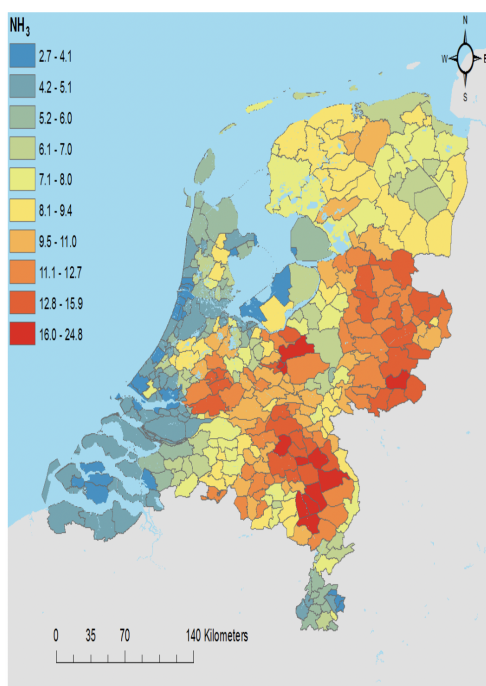 NH₃
2.7 - 4.1
4.2 - 5.1
5.2 - 6.0
6.1 - 7.0
7.1 - 8.0
8.1 - 9.4
9.5 - 11.0
11.1 - 12.7
12.8 - 15.9
16.0 - 24.8
N
W E
S
0 35 70 140 Kilometers